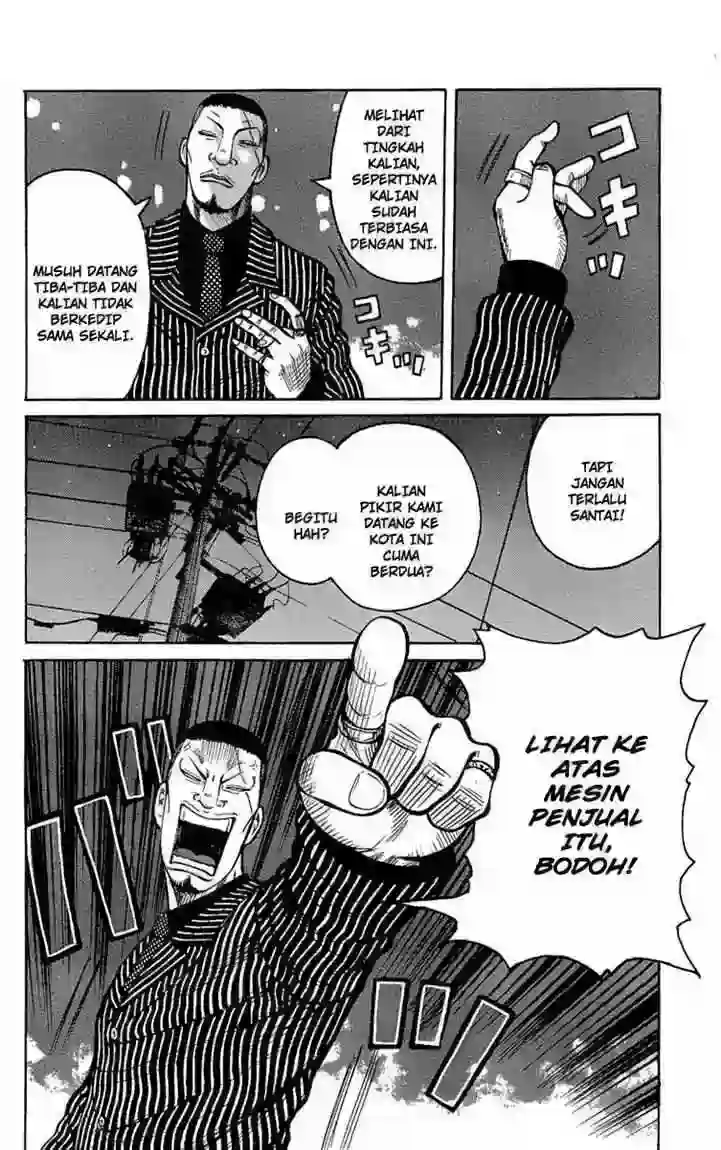 コキッ
MELIHAT
DARI
TINGKAH
KALIAN,
SEPERTINYA
KALIAN
SUDAH
TERBIASA
DENGAN INI.
MUSUH DATANG
TIBA-TIBA DAN
KALIAN TIDAK
BERKEDIP
SAMA SEKALI.
コキッ
TAPI
JANGAN
TERLALU
SANTAI!
KALIAN
PIKIR KAMI
DATANG KE
KOTA INI
CUMA
BERDUA?
BEGITU
HAH?
LIHAT KE
ATAS
MESIN
PENJUAL
ITU,
BODOH!